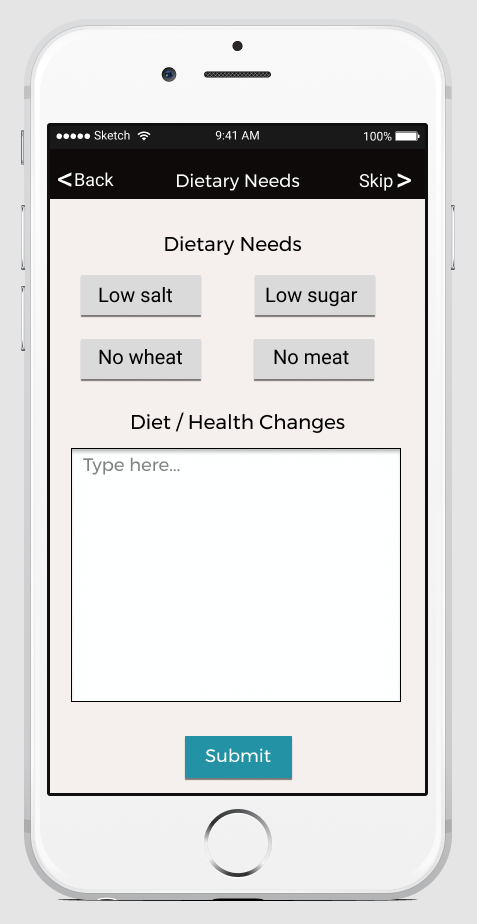 Sketch 9:41 AM 100%
<Back Dietary Needs Skip>
Dietary Needs
Low salt Low sugar
No wheat No meat
Diet / Health Changes
Type here...
Submit